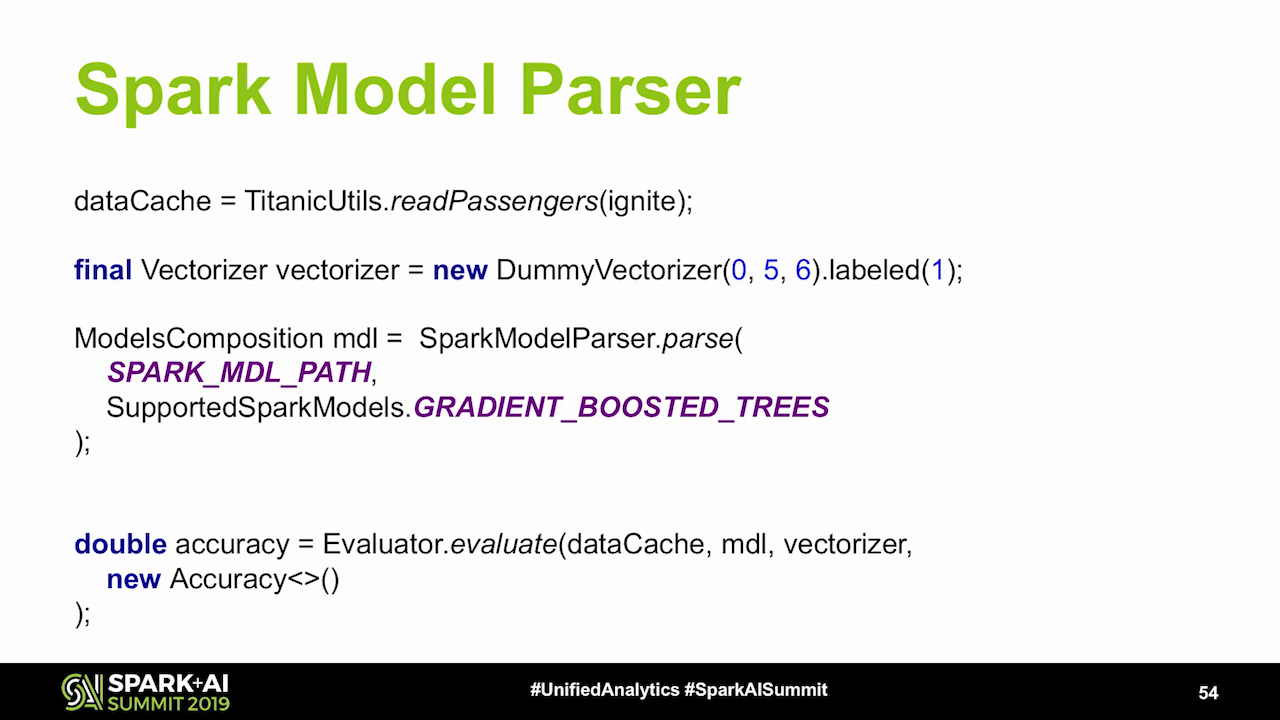 Spark Model Parser
dataCache = TitanicUtils.readPassengers(ignite);
final Vectorizer vectorizer = new DummyVectorizer(0, 5, 6).labeled(1);
ModelsComposition mdl =  SparkModelParser.parse(
SPARK_MDL_PATH,
SupportedSparkModels.GRADIENT_BOOSTED_TREES
);
double accuracy = Evaluator.evaluate(dataCache, mdl, vectorizer,
new Accuracy<>()
);
SPARK+AI
SUMMIT 2019
#UnifiedAnalytics #SparkAISummit
54